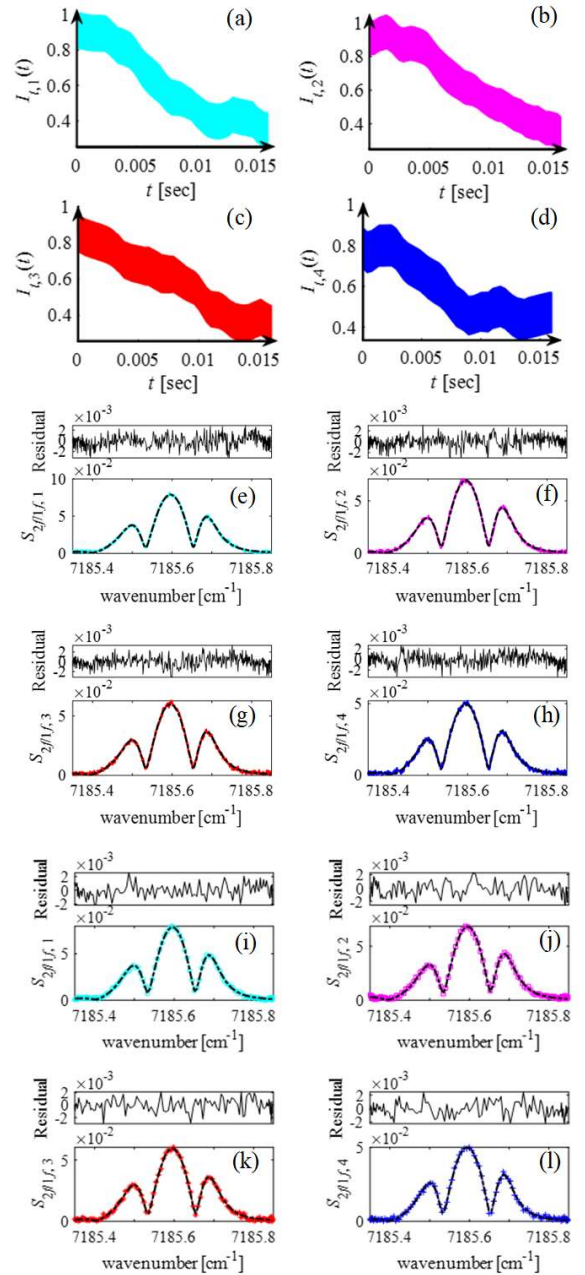 (a)
1
0.8
0.6
0.4
I_{t,1}(t)
0 0.005 0.01 0.015
t [sec]
(b)
1
0.8
0.6
0.4
I_{t,2}(t)
0 0.005 0.01 0.015
t [sec]
(c)
1
0.8
0.6
0.4
I_{t,3}(t)
0 0.005 0.01 0.015
t [sec]
(d)
1
0.8
0.6
0.4
I_{t,4}(t)
0 0.005 0.01 0.015
t [sec]
×10⁻³
Residual
2
0
-2
×10⁻²
10
5
0
S_{2f/1f, 1}
(e)
7185.4 7185.6 7185.8
wavenumber [cm⁻¹]
×10⁻³
Residual
2
0
-2
×10⁻²
5
0
S_{2f/1f, 2}
(f)
7185.4 7185.6 7185.8
wavenumber [cm⁻¹]
×10⁻³
Residual
2
0
-2
×10⁻²
5
0
S_{2f/1f, 3}
(g)
7185.4 7185.6 7185.8
wavenumber [cm⁻¹]
×10⁻³
Residual
2
0
-2
×10⁻²
5
0
S_{2f/1f, 4}
(h)
7185.4 7185.6 7185.8
wavenumber [cm⁻¹]
×10⁻³
Residual
2
0
-2
×10⁻²
5
0
S_{2f/1f, 1}
(i)
7185.4 7185.6 7185.8
wavenumber [cm⁻¹]
×10⁻³
Residual
2
0
-2
×10⁻²
5
0
S_{2f/1f, 2}
(j)
7185.4 7185.6 7185.8
wavenumber [cm⁻¹]
×10⁻³
Residual
2
0
-2
×10⁻²
5
0
S_{2f/1f, 3}
(k)
7185.4 7185.6 7185.8
wavenumber [cm⁻¹]
×10⁻³
Residual
2
0
-2
×10⁻²
5
0
S_{2f/1f, 4}
(l)
7185.4 7185.6 7185.8
wavenumber [cm⁻¹]